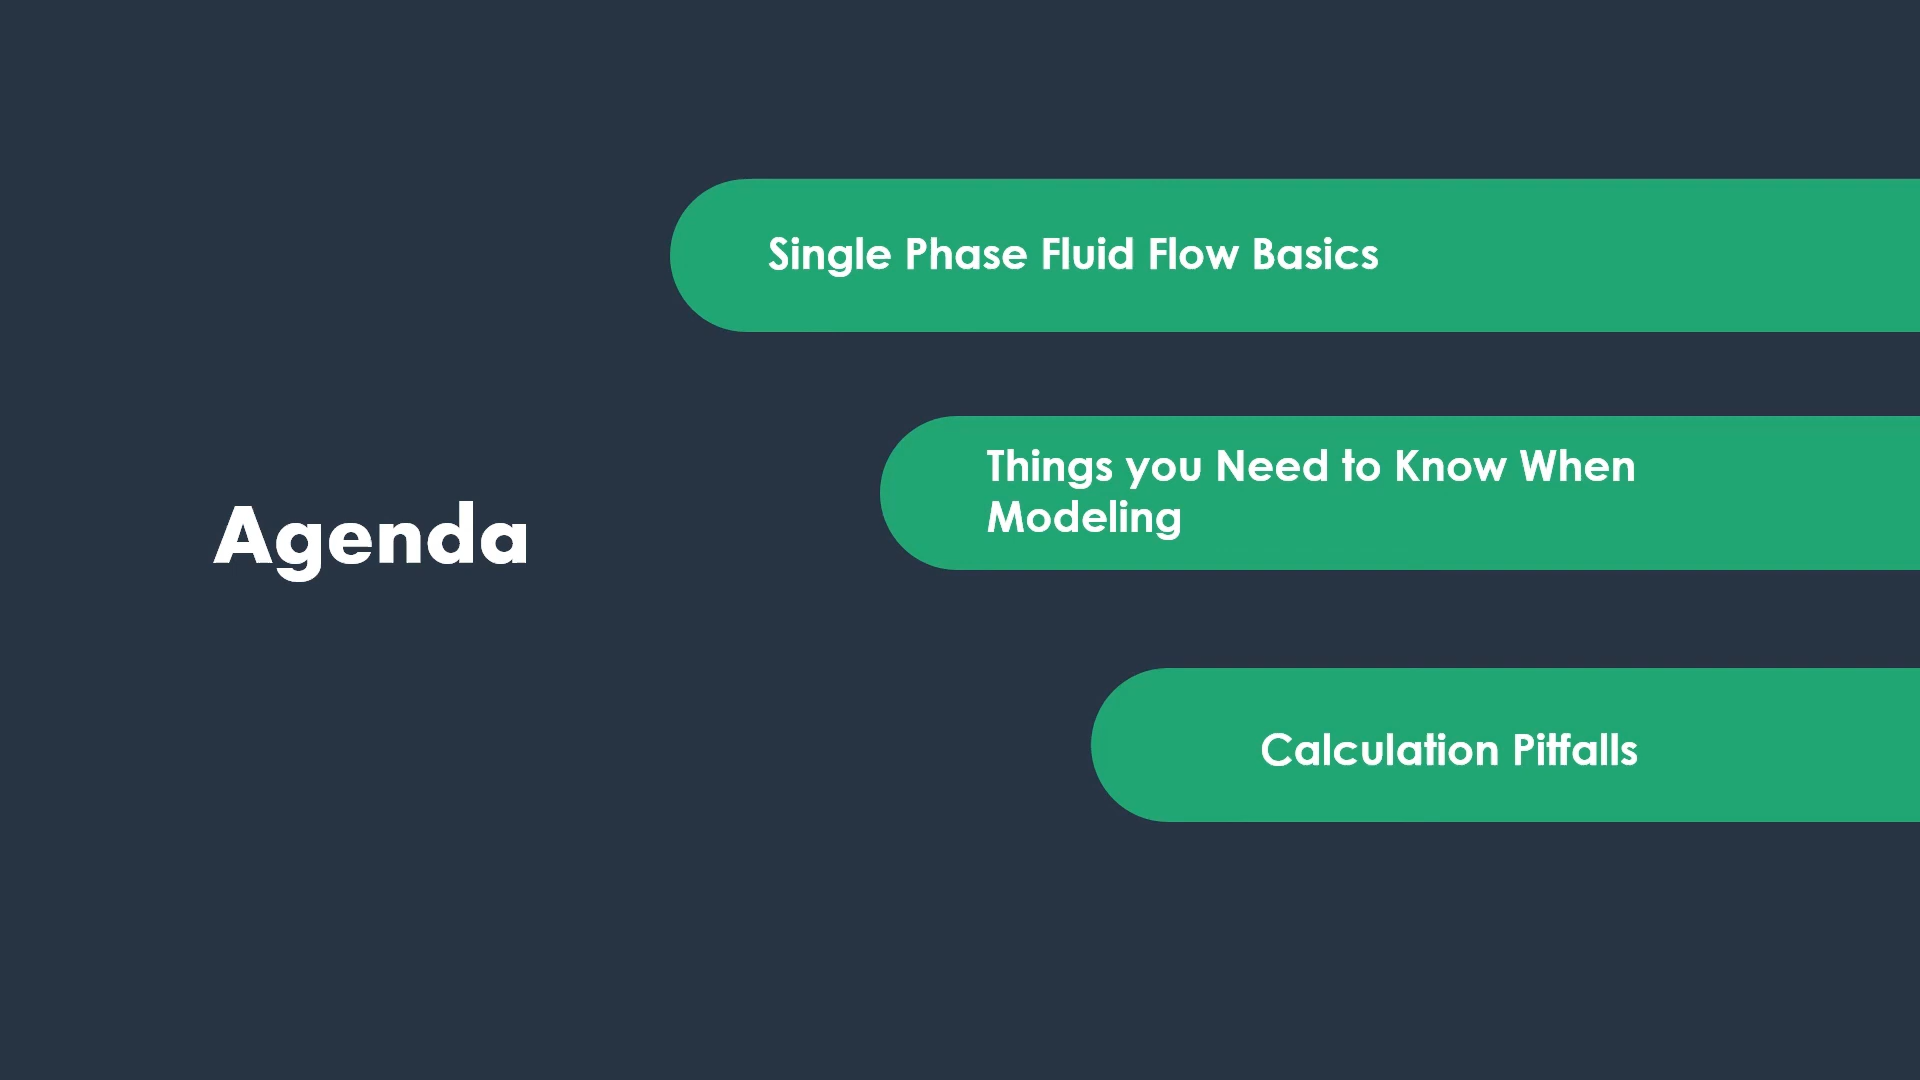 Agenda
Single Phase Fluid Flow Basics
Things you Need to Know When
Modeling
Calculation Pitfalls